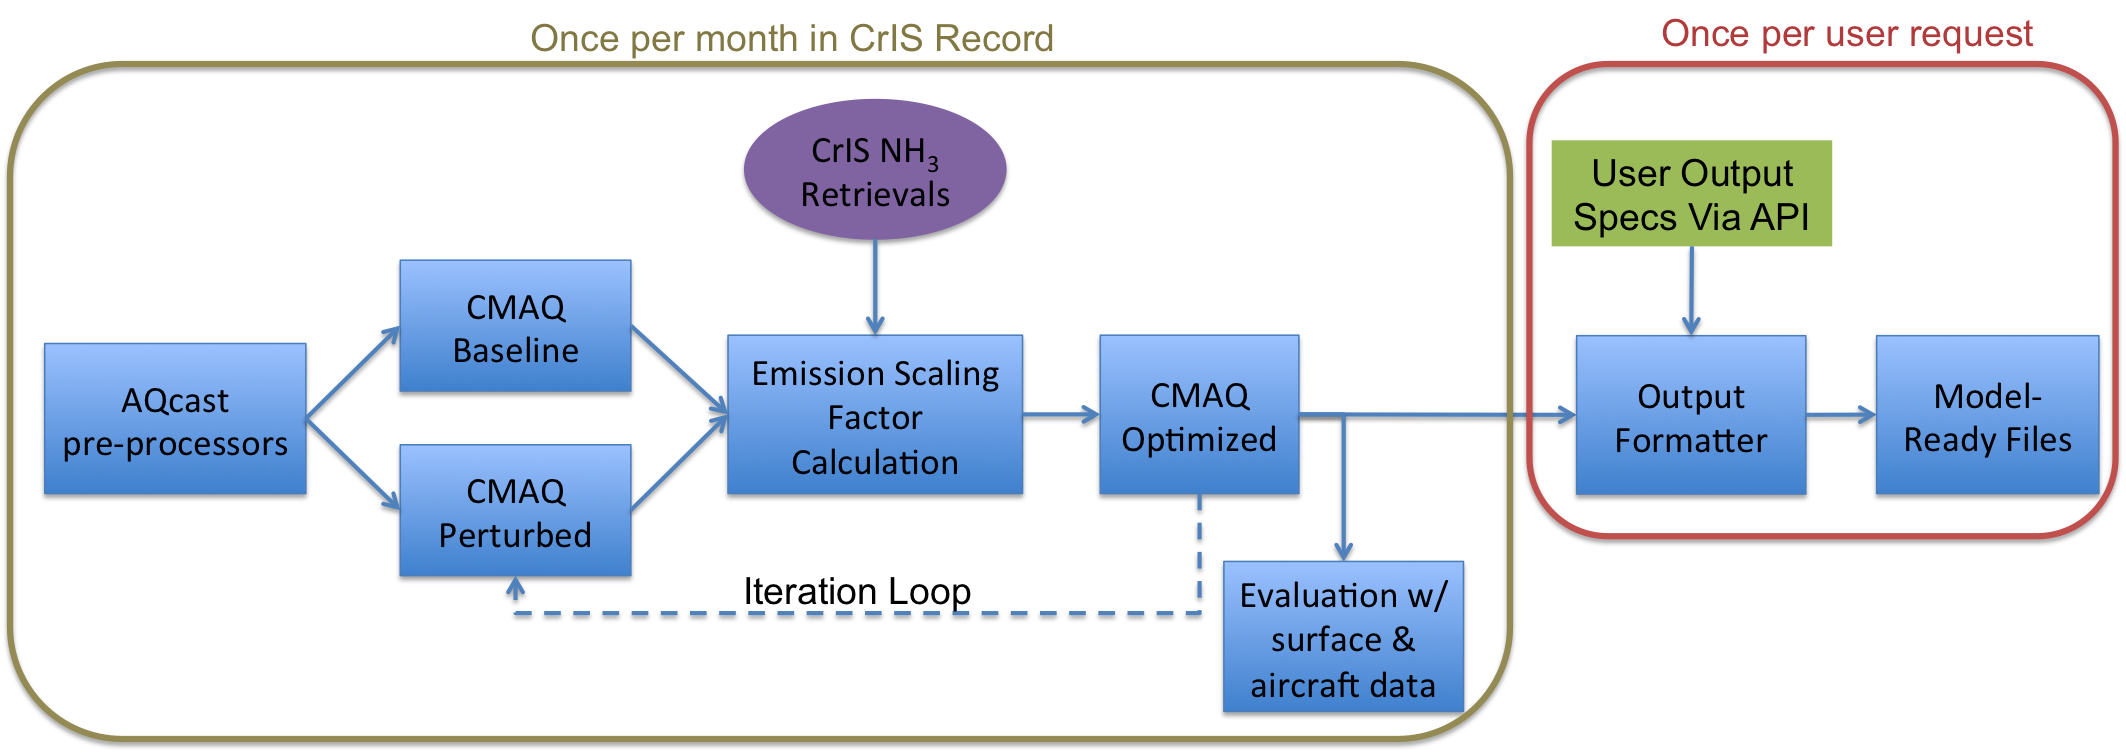 Once per month in CrIS Record
Once per user request
CrIS NH₃
Retrievals
User Output
Specs Via API
AQcast
pre-processors
CMAQ
Baseline
CMAQ
Perturbed
Emission Scaling
Factor
Calculation
CMAQ
Optimized
Output
Formatter
Model-
Ready Files
Iteration Loop
Evaluation w/
surface &
aircraft data